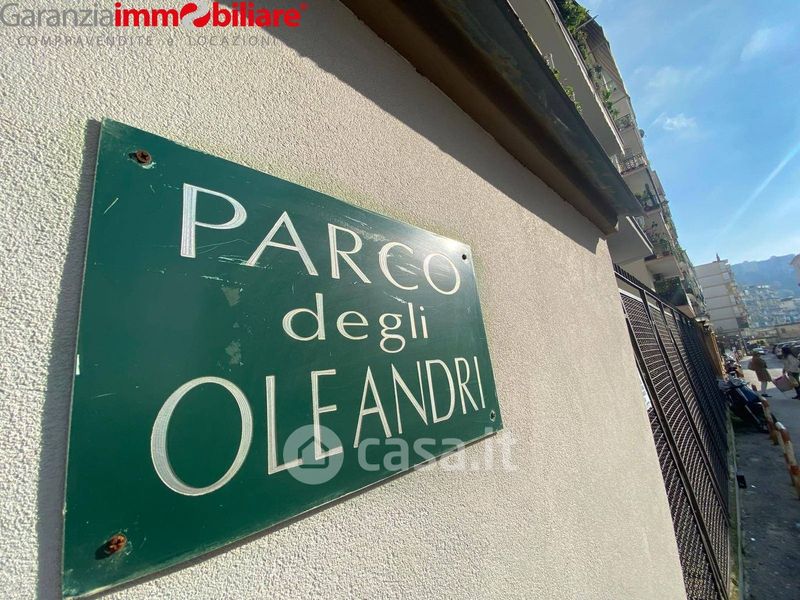 Garanziaimmobiliare®
COMPRAVENDITE e LOCAZIONI
PARCO
degli
OLEANDRI
casa.it